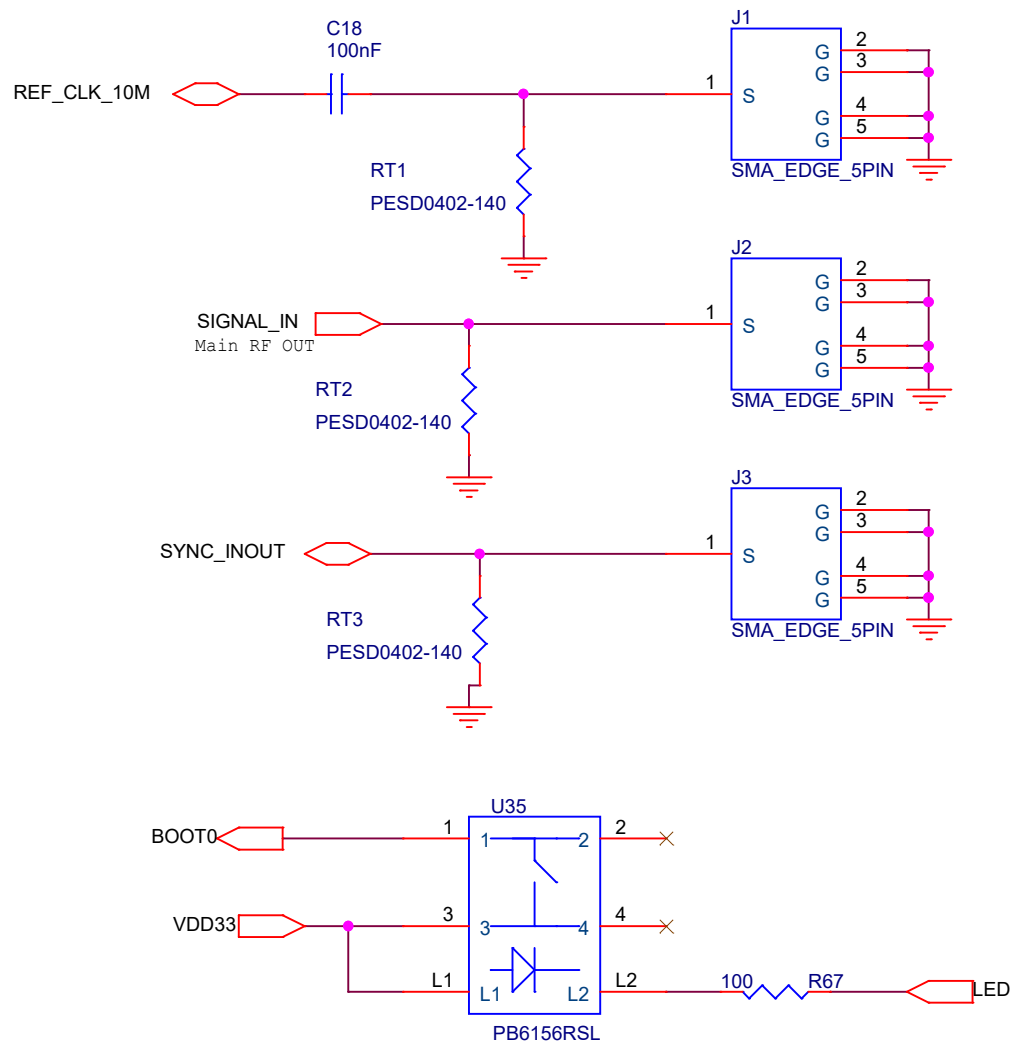 C18
100nF
REF_CLK_10M
RT1
PESD0402-140
J1
1
S
G
G
G
G
2
3
4
5
SMA_EDGE_5PIN
SIGNAL_IN
Main RF OUT
RT2
PESD0402-140
J2
1
S
G
G
G
G
2
3
4
5
SMA_EDGE_5PIN
SYNC_INOUT
RT3
PESD0402-140
J3
1
S
G
G
G
G
2
3
4
5
SMA_EDGE_5PIN
U35
BOOT0
1
1
2
2
VDD33
3
3
4
4
L1
L1
L2
L2
100
R67
LED
PB6156RSL